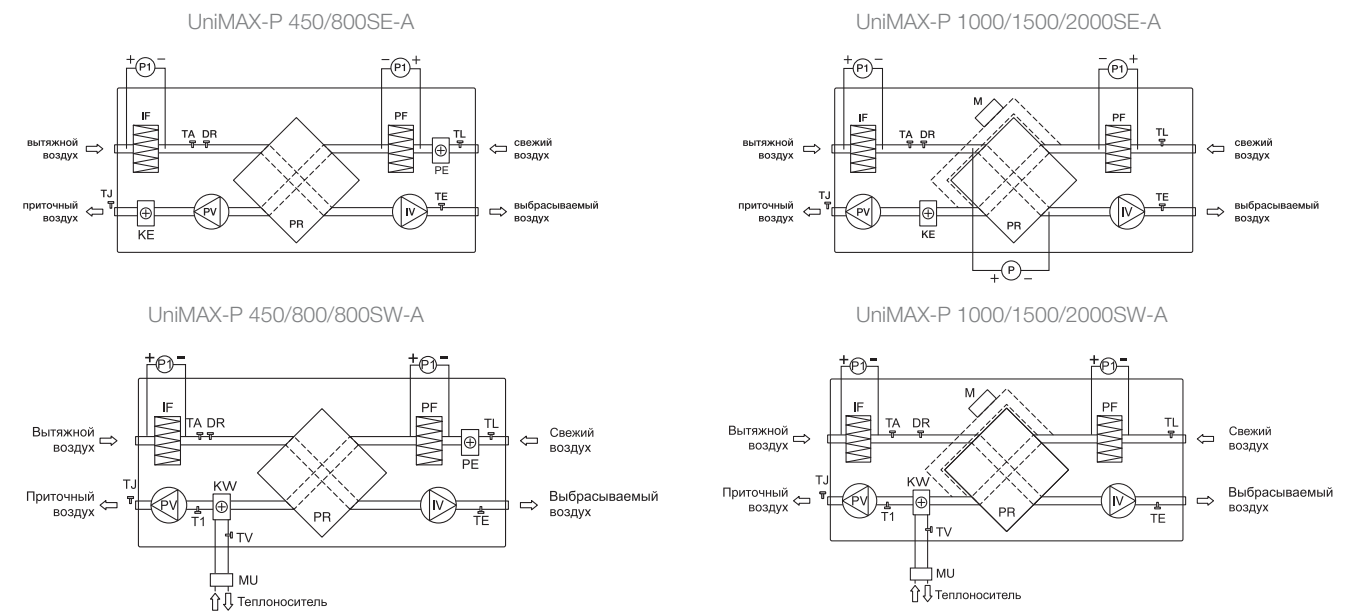 UniMAX-P 450/800SE-A
+ P1 −
− P1 +
IF
PF
TA DR
TL
вытяжной
воздух
свежий
воздух
PE
TJ
TE
приточный
воздух
PV
IV
выбрасываемый
воздух
KE
PR
UniMAX-P 1000/1500/2000SE-A
+ P1 −
− P1 +
M
IF
PF
TA DR
TL
вытяжной
воздух
свежий
воздух
TJ
TE
приточный
воздух
PV
IV
выбрасываемый
воздух
KE
PR
+ P −
UniMAX-P 450/800/800SW-A
+ P1 -
+ P1 -
IF
PF
TA DR
TL
Вытяжной
воздух
Свежий
воздух
PE
TJ
KW
Приточный
воздух
PV
IV
Выбрасываемый
воздух
T1
PR
TE
TV
MU
Теплоноситель
UniMAX-P 1000/1500/2000SW-A
+ P1 -
+ P1 -
M
IF
PF
TA DR
TL
Вытяжной
воздух
Свежий
воздух
TJ
KW
Приточный
воздух
PV
IV
Выбрасываемый
воздух
T1
PR
TE
TV
MU
Теплоноситель